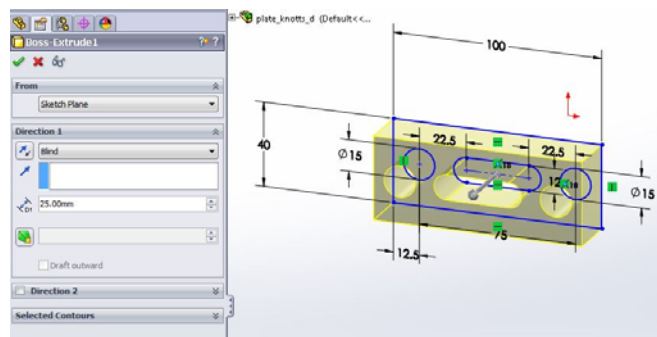 plate_knotts_d (Default<<...
Boss-Extrude1
From
Sketch Plane
Direction 1
Blind
25.00mm
Draft outward
Direction 2
Selected Contours
100
40
22.5
22.5
Ø15
12
Ø15
75
12.5